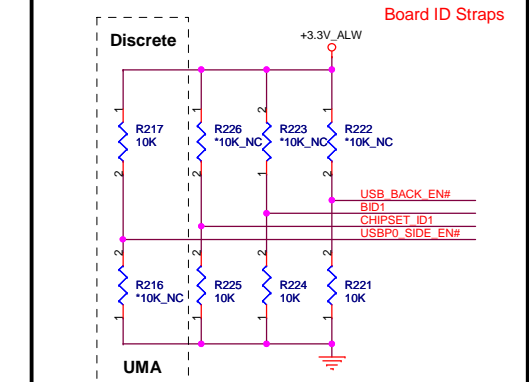 Board ID Straps
Discrete
+3.3V_ALW
1 1 2 2
R217 R226 R223 R222
10K *10K_NC *10K_NC *10K_NC
2 2 1 1
USB_BACK_EN#
BID1
CHIPSET_ID1
USBP0_SIDE_EN#
2 2 2 2
R216 R225 R224 R221
*10K_NC 10K 10K 10K
1 1 1 1
UMA